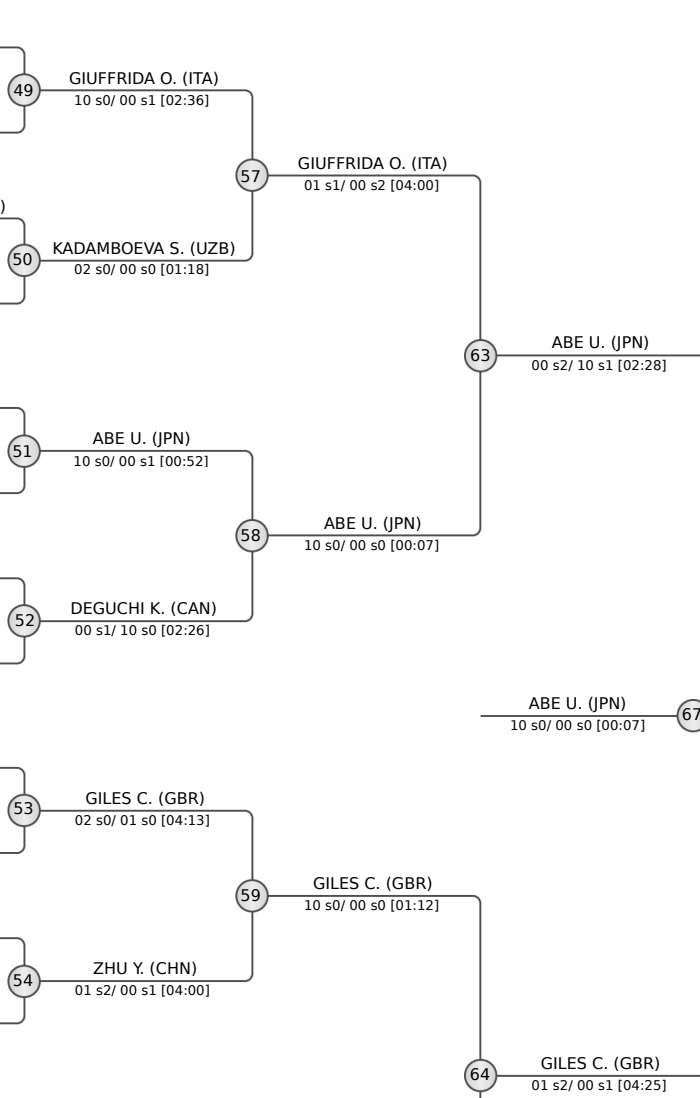 GIUFFRIDA O. (ITA)
49
10 s0/ 00 s1 [02:36]
GIUFFRIDA O. (ITA)
57
01 s1/ 00 s2 [04:00]
)
KADAMBOEVA S. (UZB)
50
02 s0/ 00 s0 [01:18]
ABE U. (JPN)
63
00 s2/ 10 s1 [02:28]
ABE U. (JPN)
51
10 s0/ 00 s1 [00:52]
ABE U. (JPN)
58
10 s0/ 00 s0 [00:07]
DEGUCHI K. (CAN)
52
00 s1/ 10 s0 [02:26]
ABE U. (JPN)
67
10 s0/ 00 s0 [00:07]
GILES C. (GBR)
53
02 s0/ 01 s0 [04:13]
GILES C. (GBR)
59
10 s0/ 00 s0 [01:12]
ZHU Y. (CHN)
54
01 s2/ 00 s1 [04:00]
GILES C. (GBR)
64
01 s2/ 00 s1 [04:25]